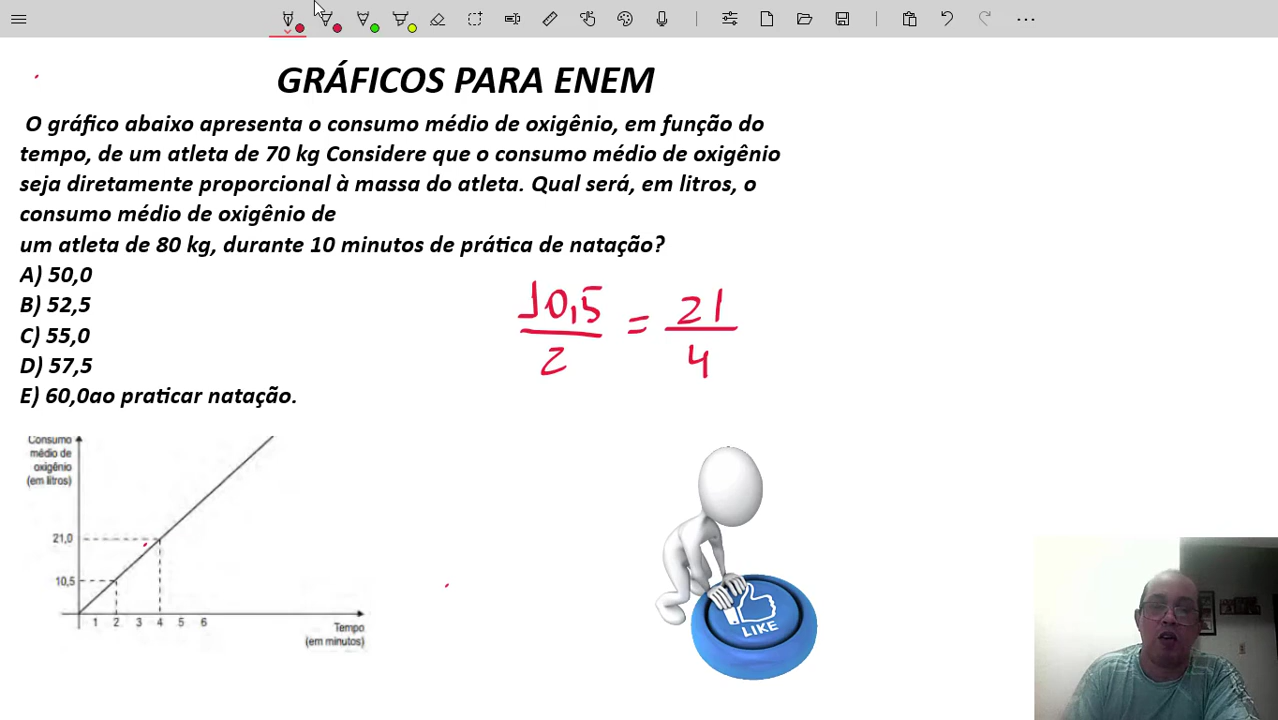 GRÁFICOS PARA ENEM
O gráfico abaixo apresenta o consumo médio de oxigênio, em função do
tempo, de um atleta de 70 kg Considere que o consumo médio de oxigênio
seja diretamente proporcional à massa do atleta. Qual será, em litros, o
consumo médio de oxigênio de
um atleta de 80 kg, durante 10 minutos de prática de natação?
A) 50,0
B) 52,5
C) 55,0
D) 57,5
E) 60,0ao praticar natação.
10,5/2 = 21/4
Consumo
médio de
oxigênio
(em litros)
21,0
10,5
1 2 3 4 5 6
Tempo
(em minutos)
LIKE